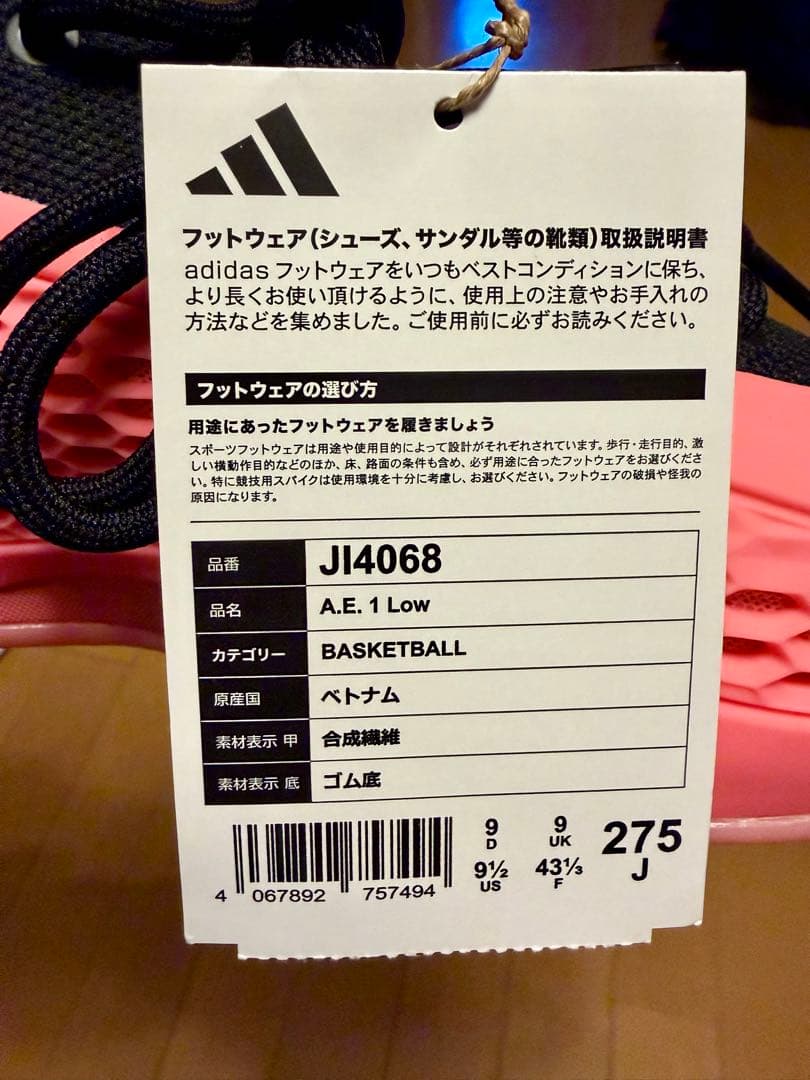 フットウェア(シューズ、サンダル等の靴類)取扱説明書
adidas フットウェアをいつもベストコンディションに保ち、
より長くお使い頂けるように、使用上の注意やお手入れの
方法などを集めました。ご使用前に必ずお読みください。
フットウェアの選び方
用途にあったフットウェアを履きましょう
スポーツフットウェアは用途や使用目的によって設計がそれぞれされています。歩行・走行目的、激
しい横動作目的などのほか、床、路面の条件も含め、必ず用途に合ったフットウェアをお選びくださ
い。特に競技用スパイクは使用環境を十分に考慮し、お選びください。フットウェアの破損や怪我の
原因になります。
品番 JI4068
品名 A.E. 1 Low
カテゴリー BASKETBALL
原産国 ベトナム
素材表示 甲 合成繊維
素材表示 底 ゴム底
9 9 275
D UK J
9½ 43⅓
US F
4 067892 757494